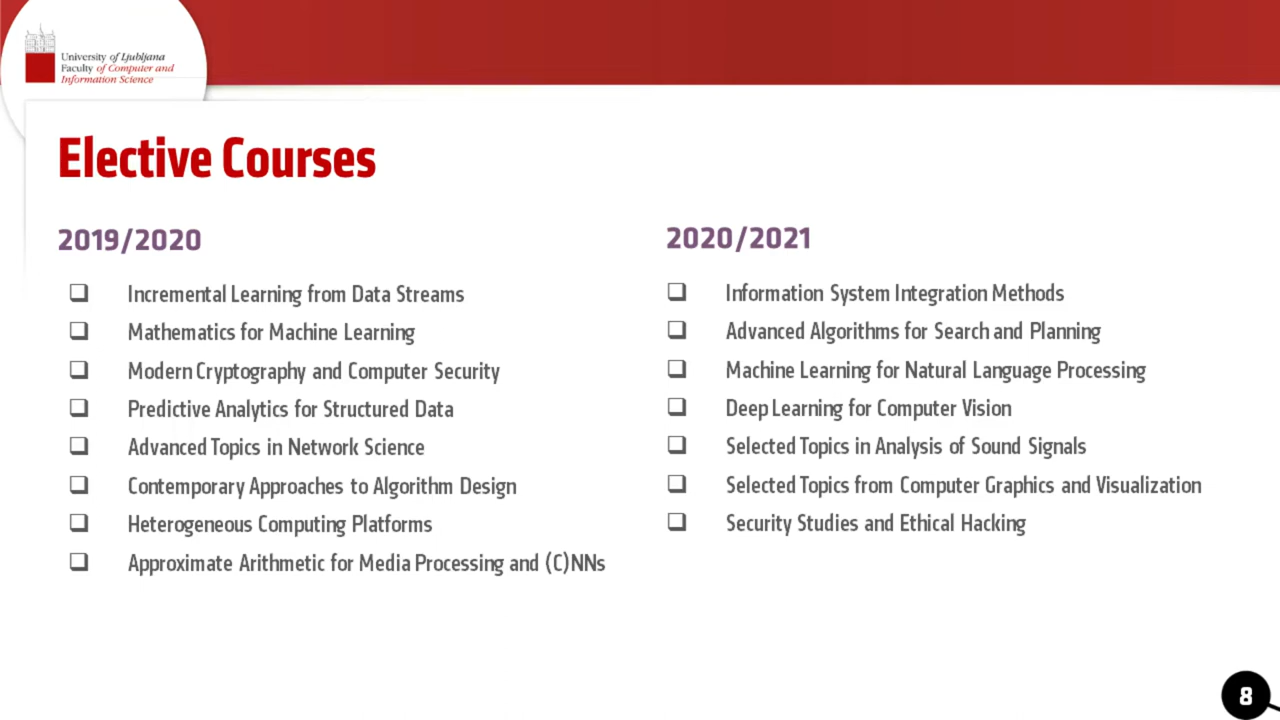 University of Ljubljana
Faculty of Computer and
Information Science
Elective Courses
2019/2020
Incremental Learning from Data Streams
Mathematics for Machine Learning
Modern Cryptography and Computer Security
Predictive Analytics for Structured Data
Advanced Topics in Network Science
Contemporary Approaches to Algorithm Design
Heterogeneous Computing Platforms
Approximate Arithmetic for Media Processing and (C)NNs
2020/2021
Information System Integration Methods
Advanced Algorithms for Search and Planning
Machine Learning for Natural Language Processing
Deep Learning for Computer Vision
Selected Topics in Analysis of Sound Signals
Selected Topics from Computer Graphics and Visualization
Security Studies and Ethical Hacking
8